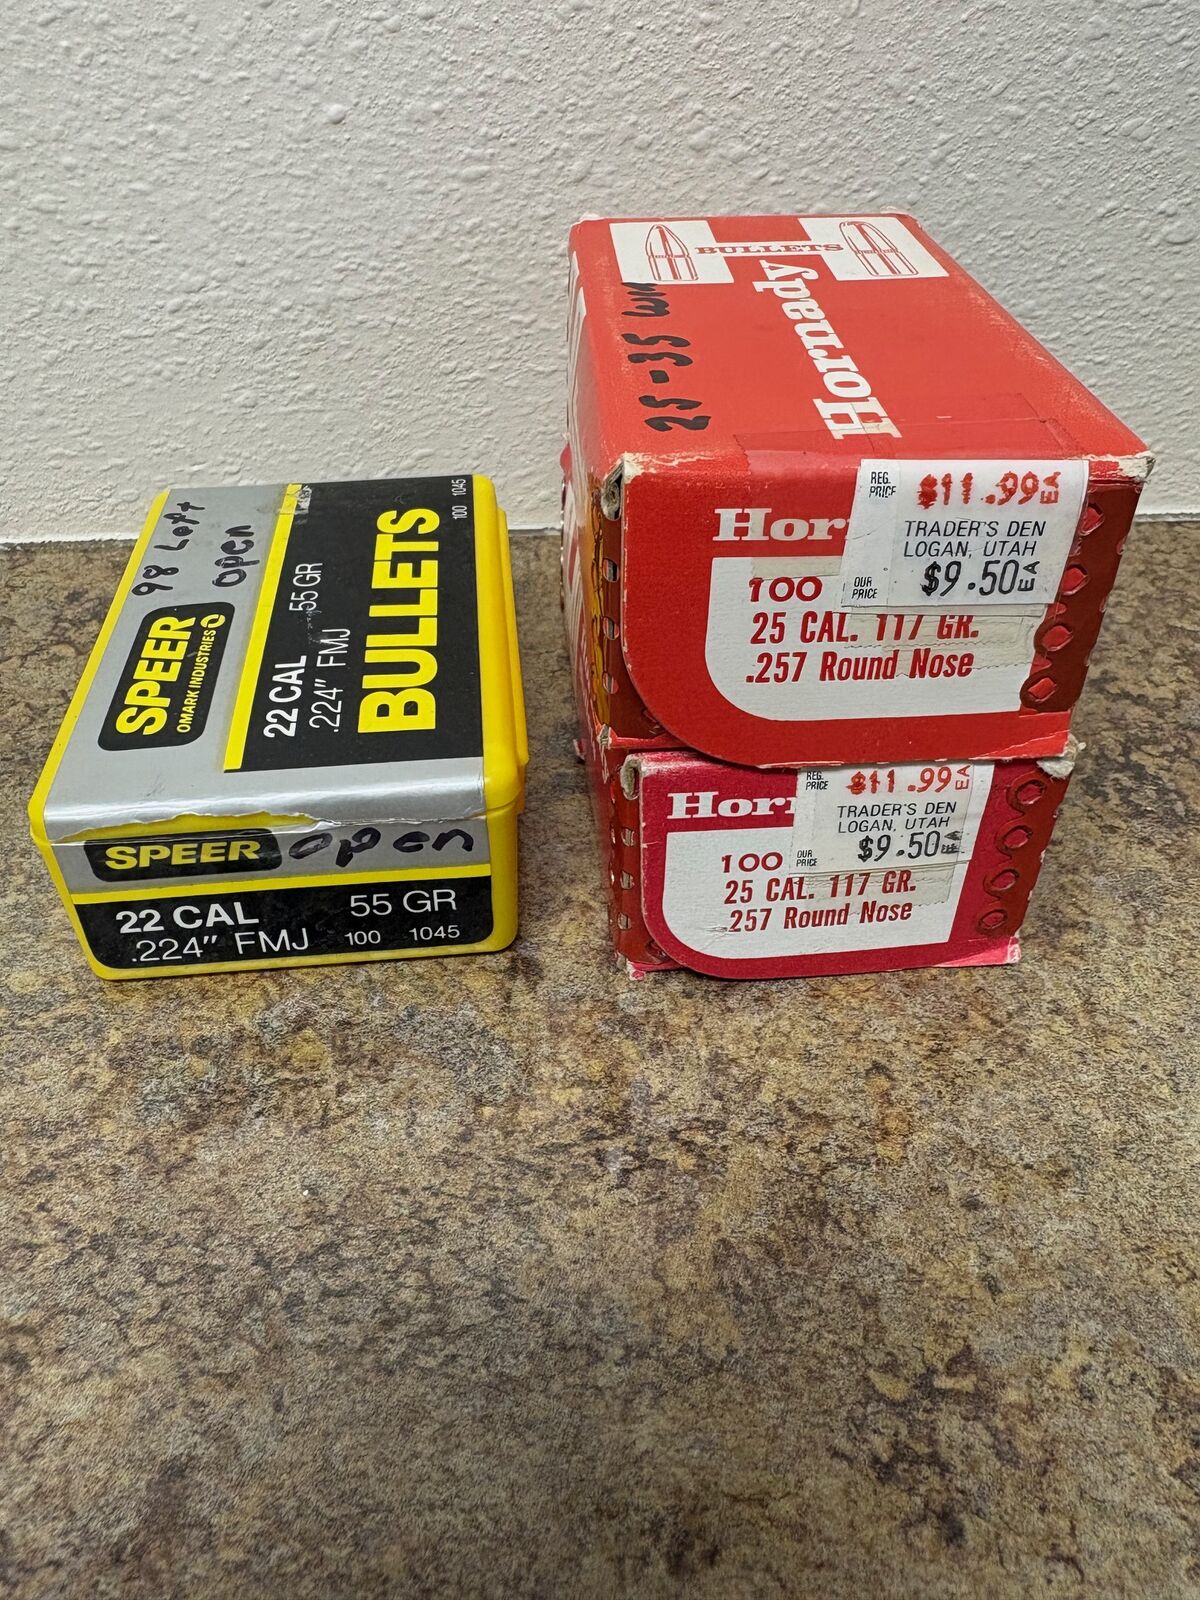 98 Left
open
SPEER
OMARK INDUSTRIES
22 CAL 55 GR
.224" FMJ
BULLETS
100 1045
SPEER open
22 CAL 55 GR
.224" FMJ 100 1045
BULLETS
Hornady
25-35 Win
Hor
REG. PRICE $11.99 EA
TRADER'S DEN
LOGAN, UTAH
OUR PRICE $9.50 EA
100
25 CAL. 117 GR.
.257 Round Nose
Hor
REG. PRICE $11.99 EA
TRADER'S DEN
LOGAN, UTAH
OUR PRICE $9.50
100
25 CAL. 117 GR.
.257 Round Nose